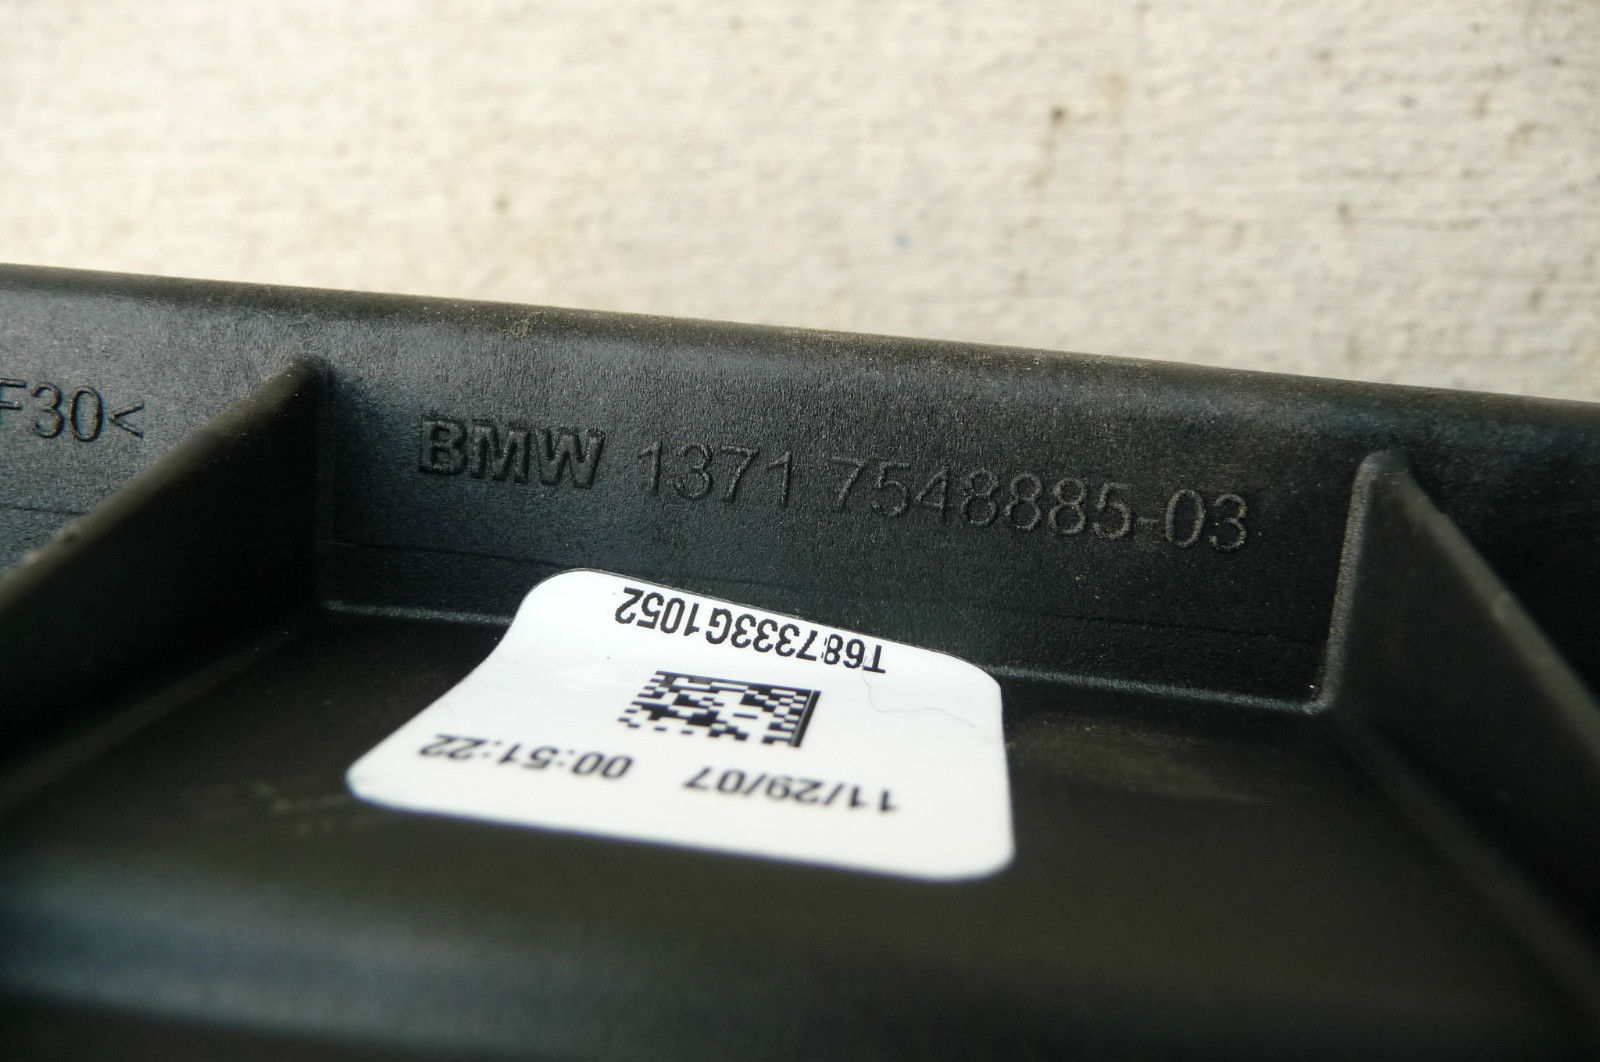 F30<
BMW 1371 7548885-03
T687333G1052
11/29/07 00:51:22